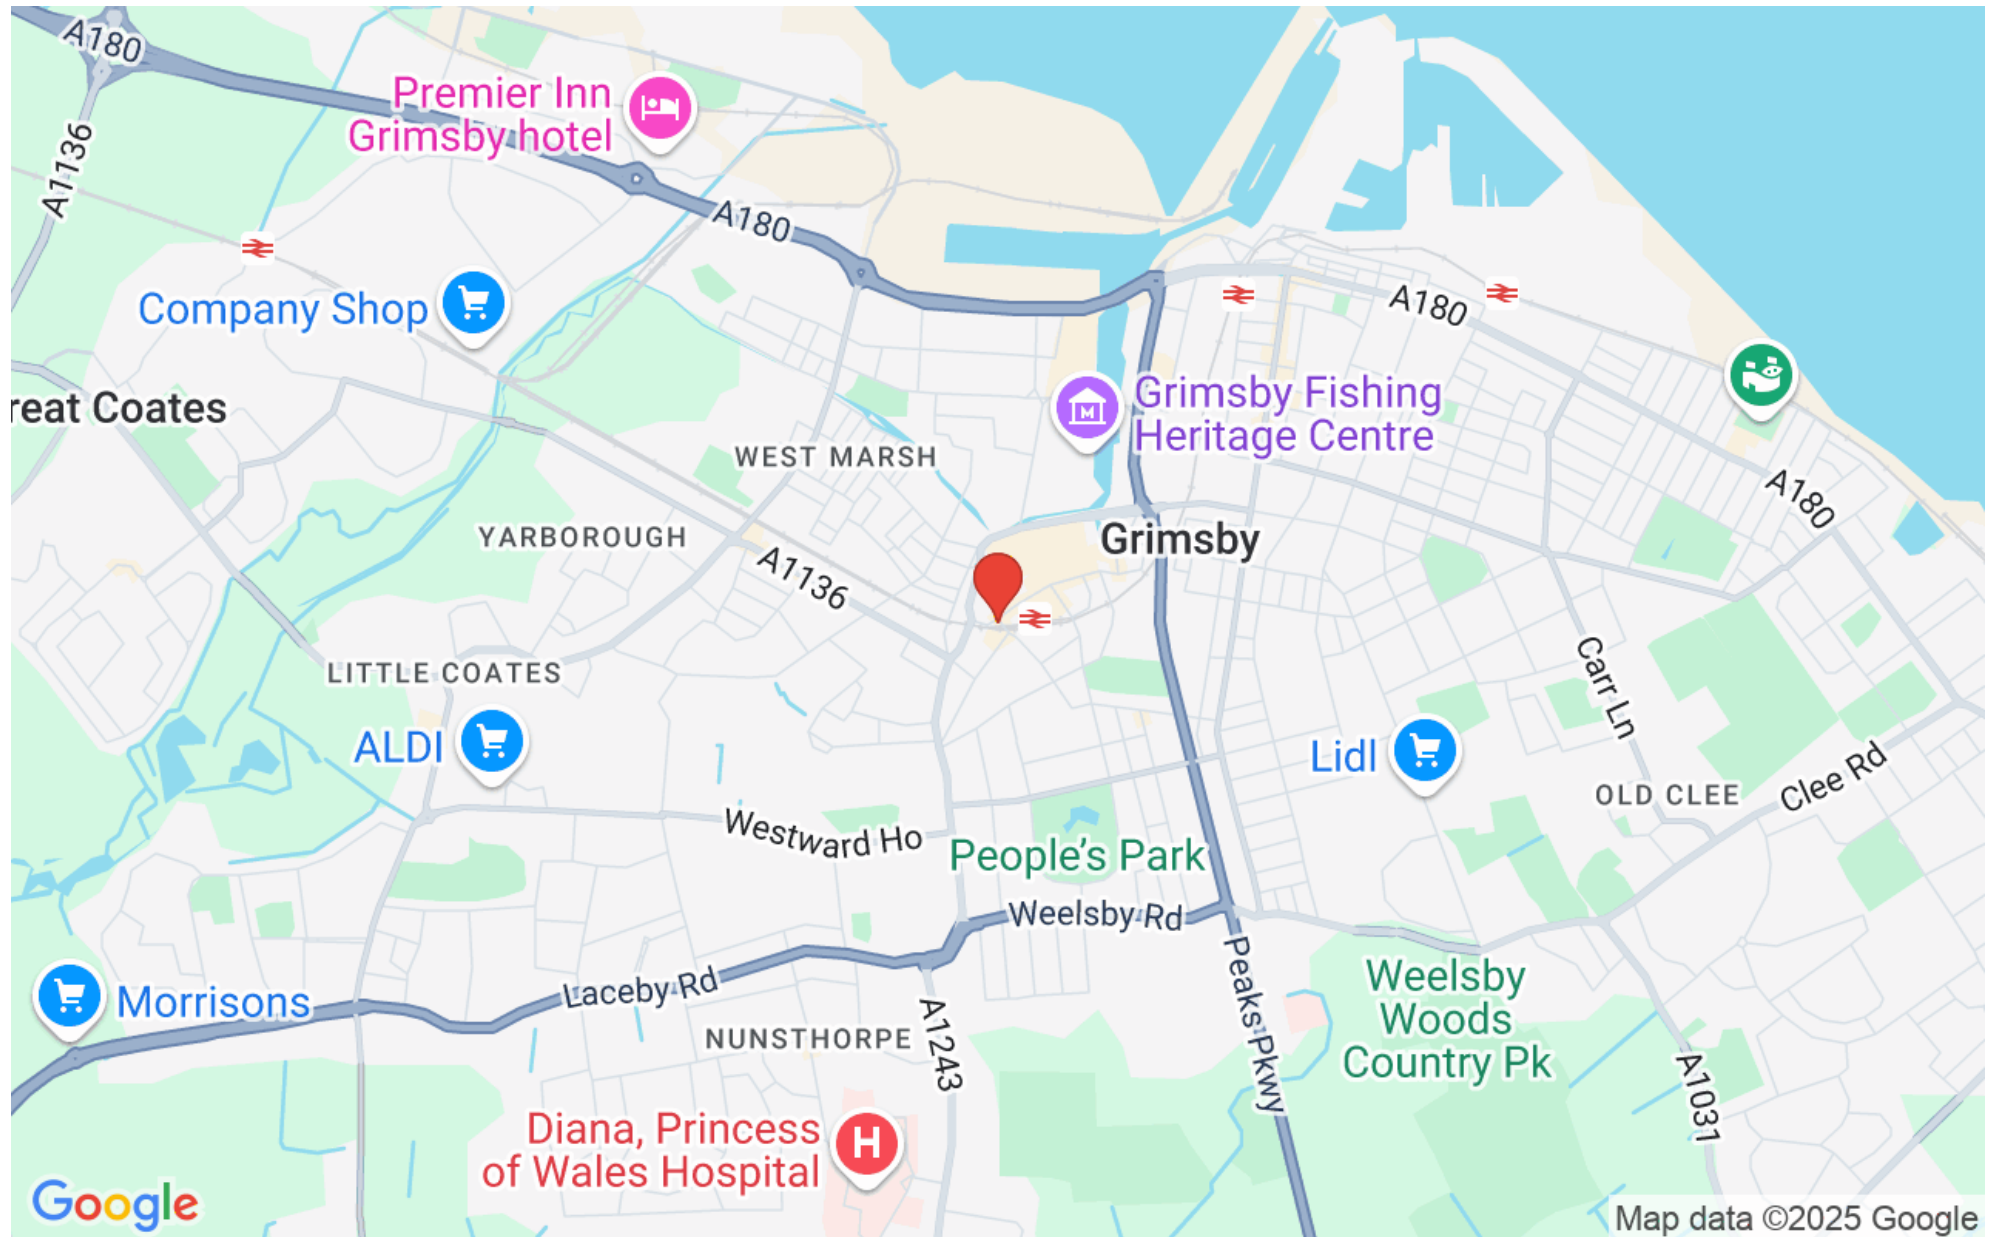 A180
Premier Inn
Grimsby hotel
A1136
A180
Company Shop
A180
reat Coates
Grimsby Fishing
Heritage Centre
WEST MARSH
A180
YARBOROUGH
Grimsby
A1136
LITTLE COATES
Carr Ln
ALDI
Lidl
OLD CLEE
Clee Rd
Westward Ho
People's Park
Weelsby Rd
Laceby Rd
Morrisons
Peaks Pkwy
Weelsby
Woods
Country Pk
NUNSTHORPE
A1243
A1031
Diana, Princess
of Wales Hospital
H
M
Google
Map data ©2025 Google